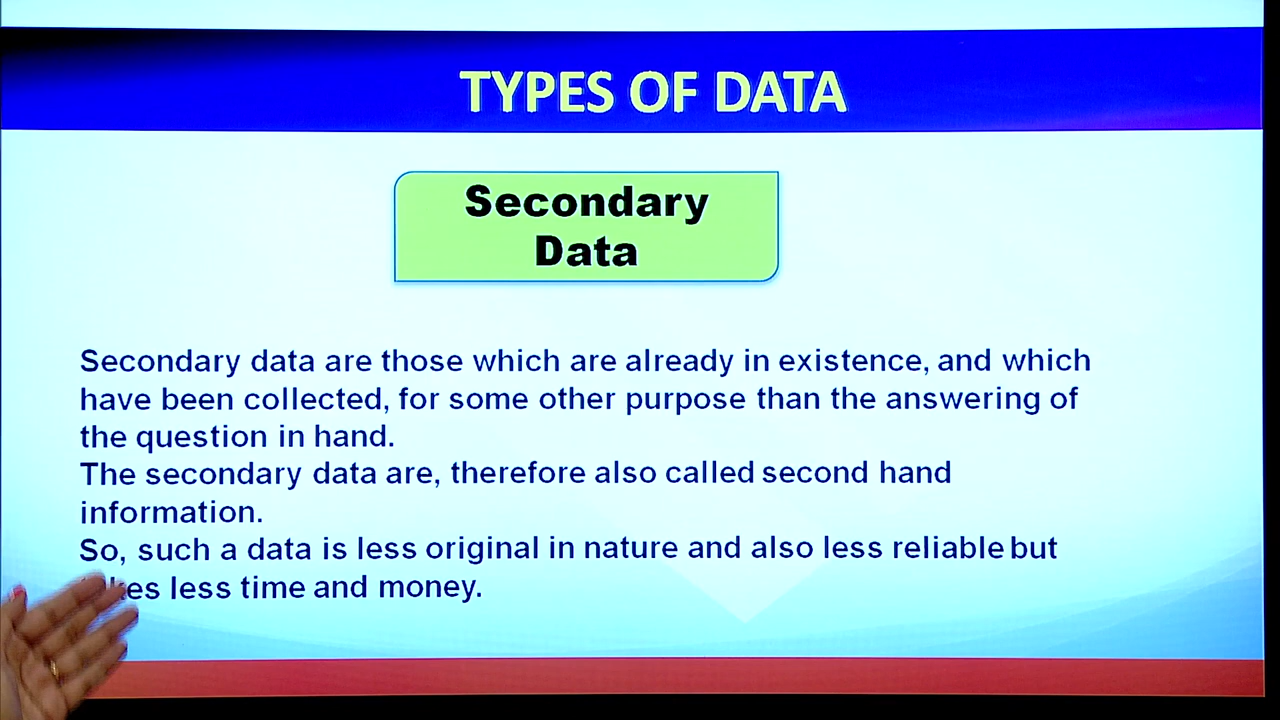 TYPES OF DATA
Secondary
Data
Secondary data are those which are already in existence, and which
have been collected, for some other purpose than the answering of
the question in hand.
The secondary data are, therefore also called second hand
information.
So, such a data is less original in nature and also less reliable but
less time and money.